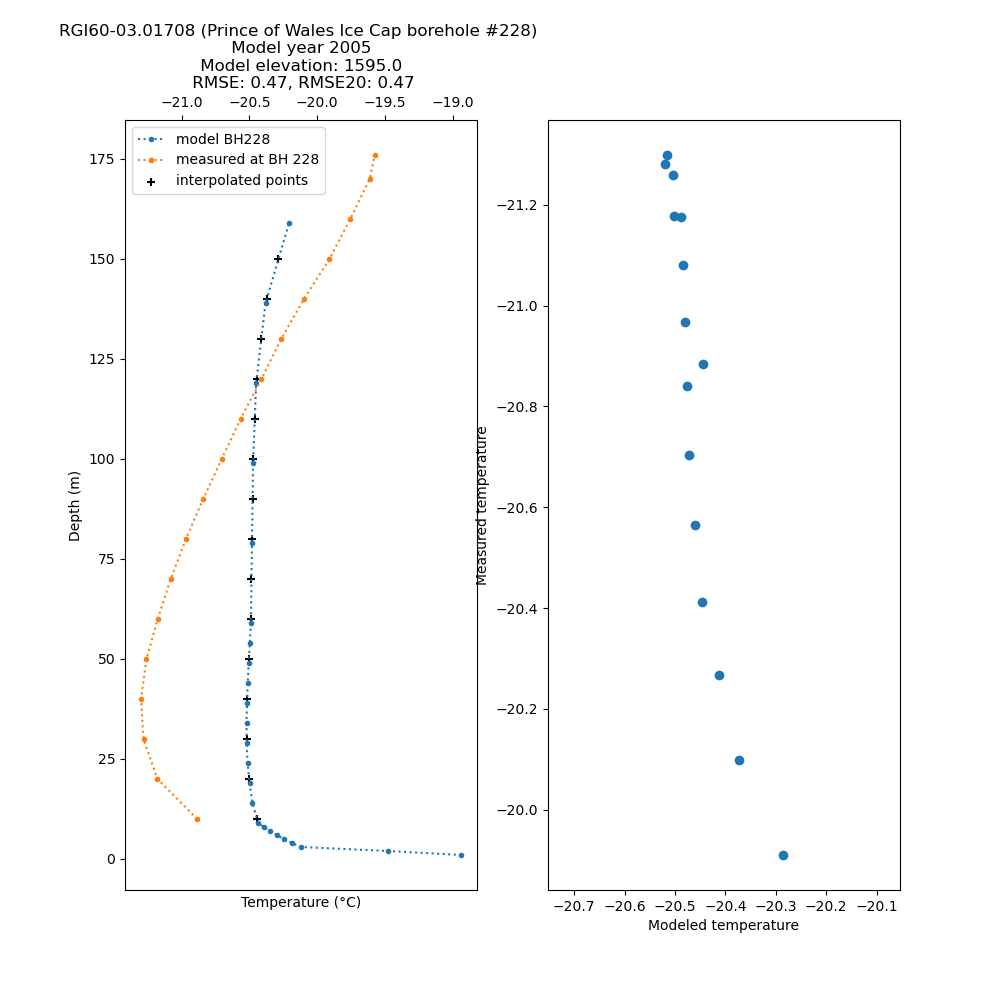 RGI60-03.01708 (Prince of Wales Ice Cap borehole #228)
Model year 2005
Model elevation: 1595.0
RMSE: 0.47, RMSE20: 0.47
−21.0 −20.5 −20.0 −19.5 −19.0
model BH228
measured at BH 228
interpolated points
175
150
125
100
75
50
25
0
Depth (m)
Temperature (°C)
−21.2
−21.0
−20.8
−20.6
−20.4
−20.2
−20.0
Measured temperature
−20.7 −20.6 −20.5 −20.4 −20.3 −20.2 −20.1
Modeled temperature